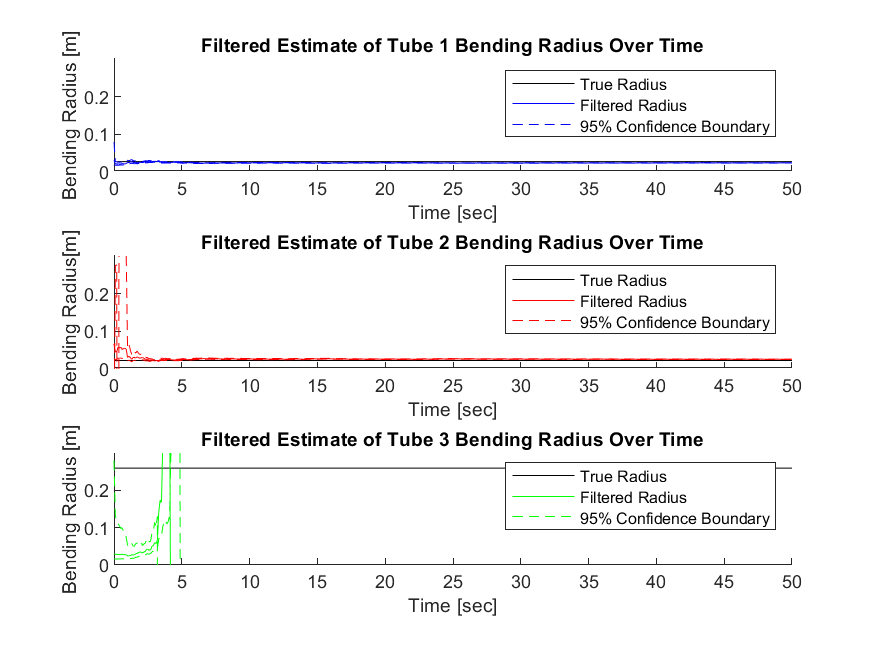 Filtered Estimate of Tube 1 Bending Radius Over Time
Bending Radius [m]
0.2
0.1
0
True Radius
Filtered Radius
95% Confidence Boundary
0 5 10 15 20 25 30 35 40 45 50
Time [sec]
Filtered Estimate of Tube 2 Bending Radius Over Time
Bending Radius[m]
0.2
0.1
0
True Radius
Filtered Radius
95% Confidence Boundary
0 5 10 15 20 25 30 35 40 45 50
Time [sec]
Filtered Estimate of Tube 3 Bending Radius Over Time
Bending Radius [m]
0.2
0.1
0
True Radius
Filtered Radius
95% Confidence Boundary
0 5 10 15 20 25 30 35 40 45 50
Time [sec]